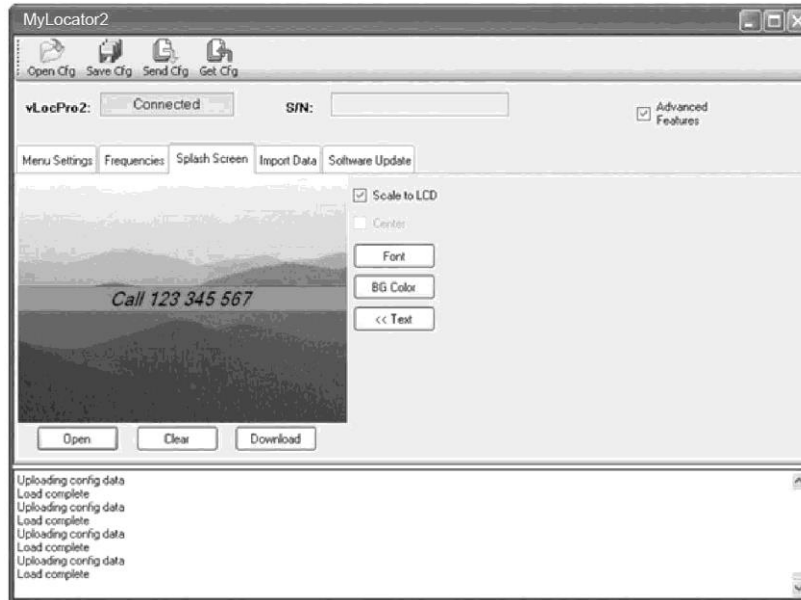 MyLocator2
Open Cfg Save Cfg Send Cfg Get Cfg
vLocPro2: Connected S/N: Advanced Features
Menu Settings Frequencies Splash Screen Import Data Software Update
Scale to LCD
Center
Font
BG Color
<< Text
Call 123 345 567
Open Clear Download
Uploading config data
Load complete
Uploading config data
Load complete
Uploading config data
Load complete
Uploading config data
Load complete